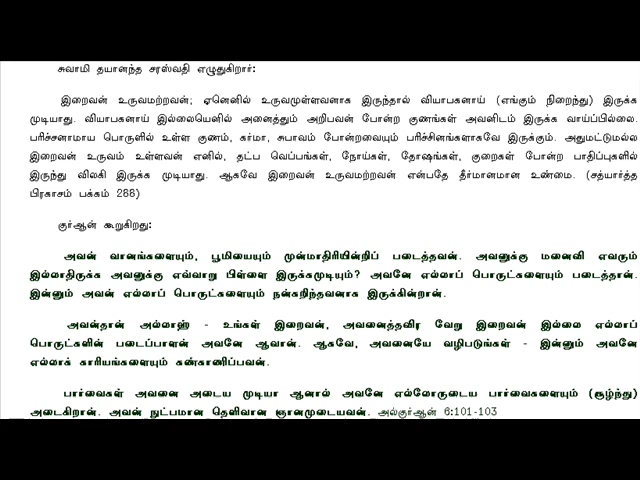 சுவாமி தயானந்த சரஸ்வதி எழுதுகிறார்:
இறைவன் உருவமற்றவன்; ஏனெனில் உருவமுள்ளவனாக இருந்தால் வியாபகனாய் (எங்கும் நிறைந்து) இருக்க
முடியாது. வியாபகனாய் இல்லையெனில் அனைத்தும் அறிபவன் போன்ற குணங்கள் அவனிடம் இருக்க வாய்ப்பில்லை.
பரிச்சனமாமாய பொருளில் உள்ள குணம், கர்மா, சுபாவம் போன்றவையும் பரிச்சினங்களாகவே இருக்கும். அதுமட்டுமல்ல
இறைவன் உருவம் உள்ளவன் எனில், தட்ப வெப்பங்கள், நோய்கள், தோஷங்கள், குறைகள் போன்ற பாதிப்புகளில்
இருந்து விலகி இருக்க முடியாது. ஆகவே இறைவன் உருவமற்றவன் என்பதே தீர்மானமான உண்மை. (சத்யார்த்த
பிரகாசம் பக்கம் 266)
குர்ஆன் கூறுகிறது:
அவன் வானங்களையும், பூமியையும் முன்மாதிரியின்றிப் படைத்தவன். அவனுக்கு மனைவி எவரும்
இல்லாதிருக்க அவனுக்கு எவ்வாறு பிள்ளை இருக்கமுடியும்? அவனே எல்லாப் பொருட்களையும் படைத்தான்.
இன்னும் அவன் எல்லாப் பொருட்களையும் நன்கறிந்தவனாக இருக்கின்றான்.
அவன்தான் அல்லாஹ் - உங்கள் இறைவன், அவனைத்தவிர வேறு இறைவன் இல்லை எல்லாப்
பொருட்களின் படைப்பாளன் அவனே ஆவான். ஆகவே, அவனையே வழிபடுங்கள் - இன்னும் அவனே
எல்லாக் காரியங்களையும் கண்காணிப்பவன்.
பார்வைகள் அவனை அடைய முடியா ஆனால் அவனே எல்லோருடைய பார்வைகளையும் (சூழ்ந்து)
அடைகிறான். அவன் நுட்பமான தெளிவான ஞானமுடையவன். அல்குர்ஆன் 6:101-103